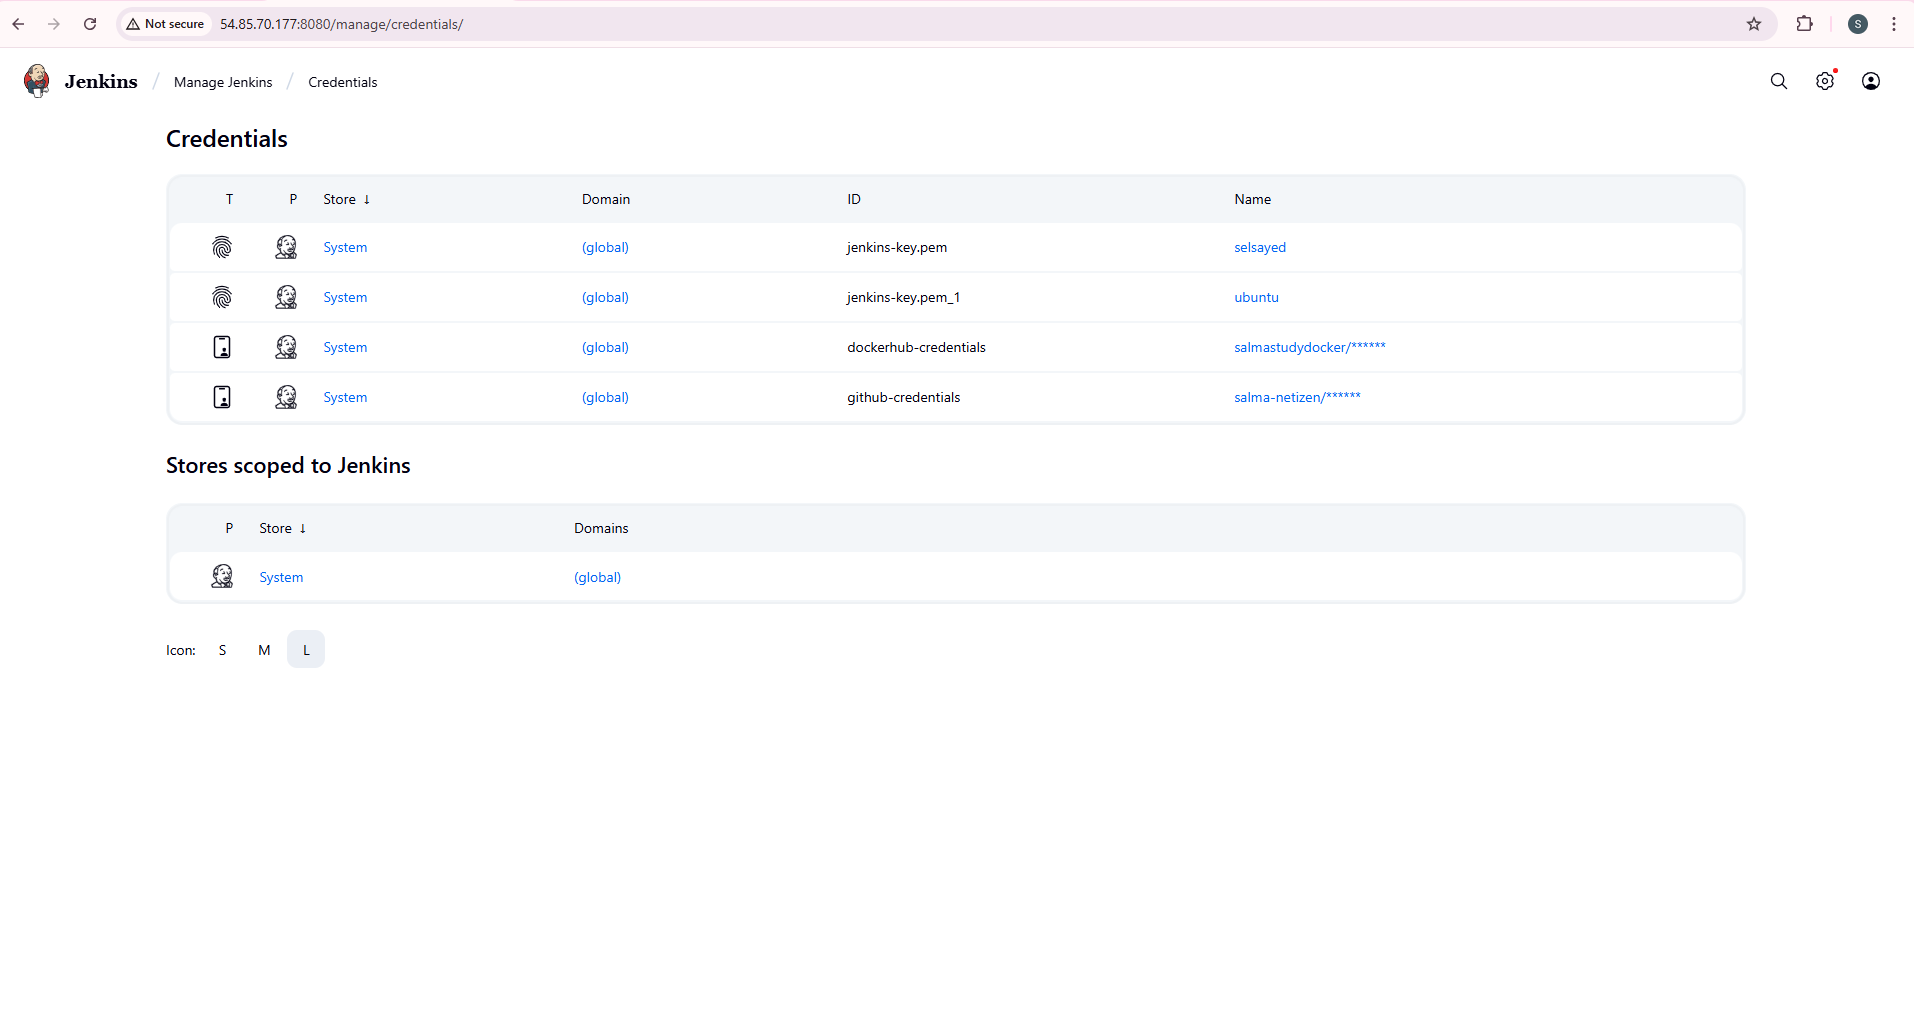 Not secure 54.85.70.177:8080/manage/credentials/ S
Jenkins / Manage Jenkins / Credentials
Credentials
T P Store ↓ Domain ID Name
System (global) jenkins-key.pem selsayed
System (global) jenkins-key.pem_1 ubuntu
System (global) dockerhub-credentials salmastudydocker/******
System (global) github-credentials salma-netizen/******
Stores scoped to Jenkins
P Store ↓ Domains
System (global)
Icon: S M L